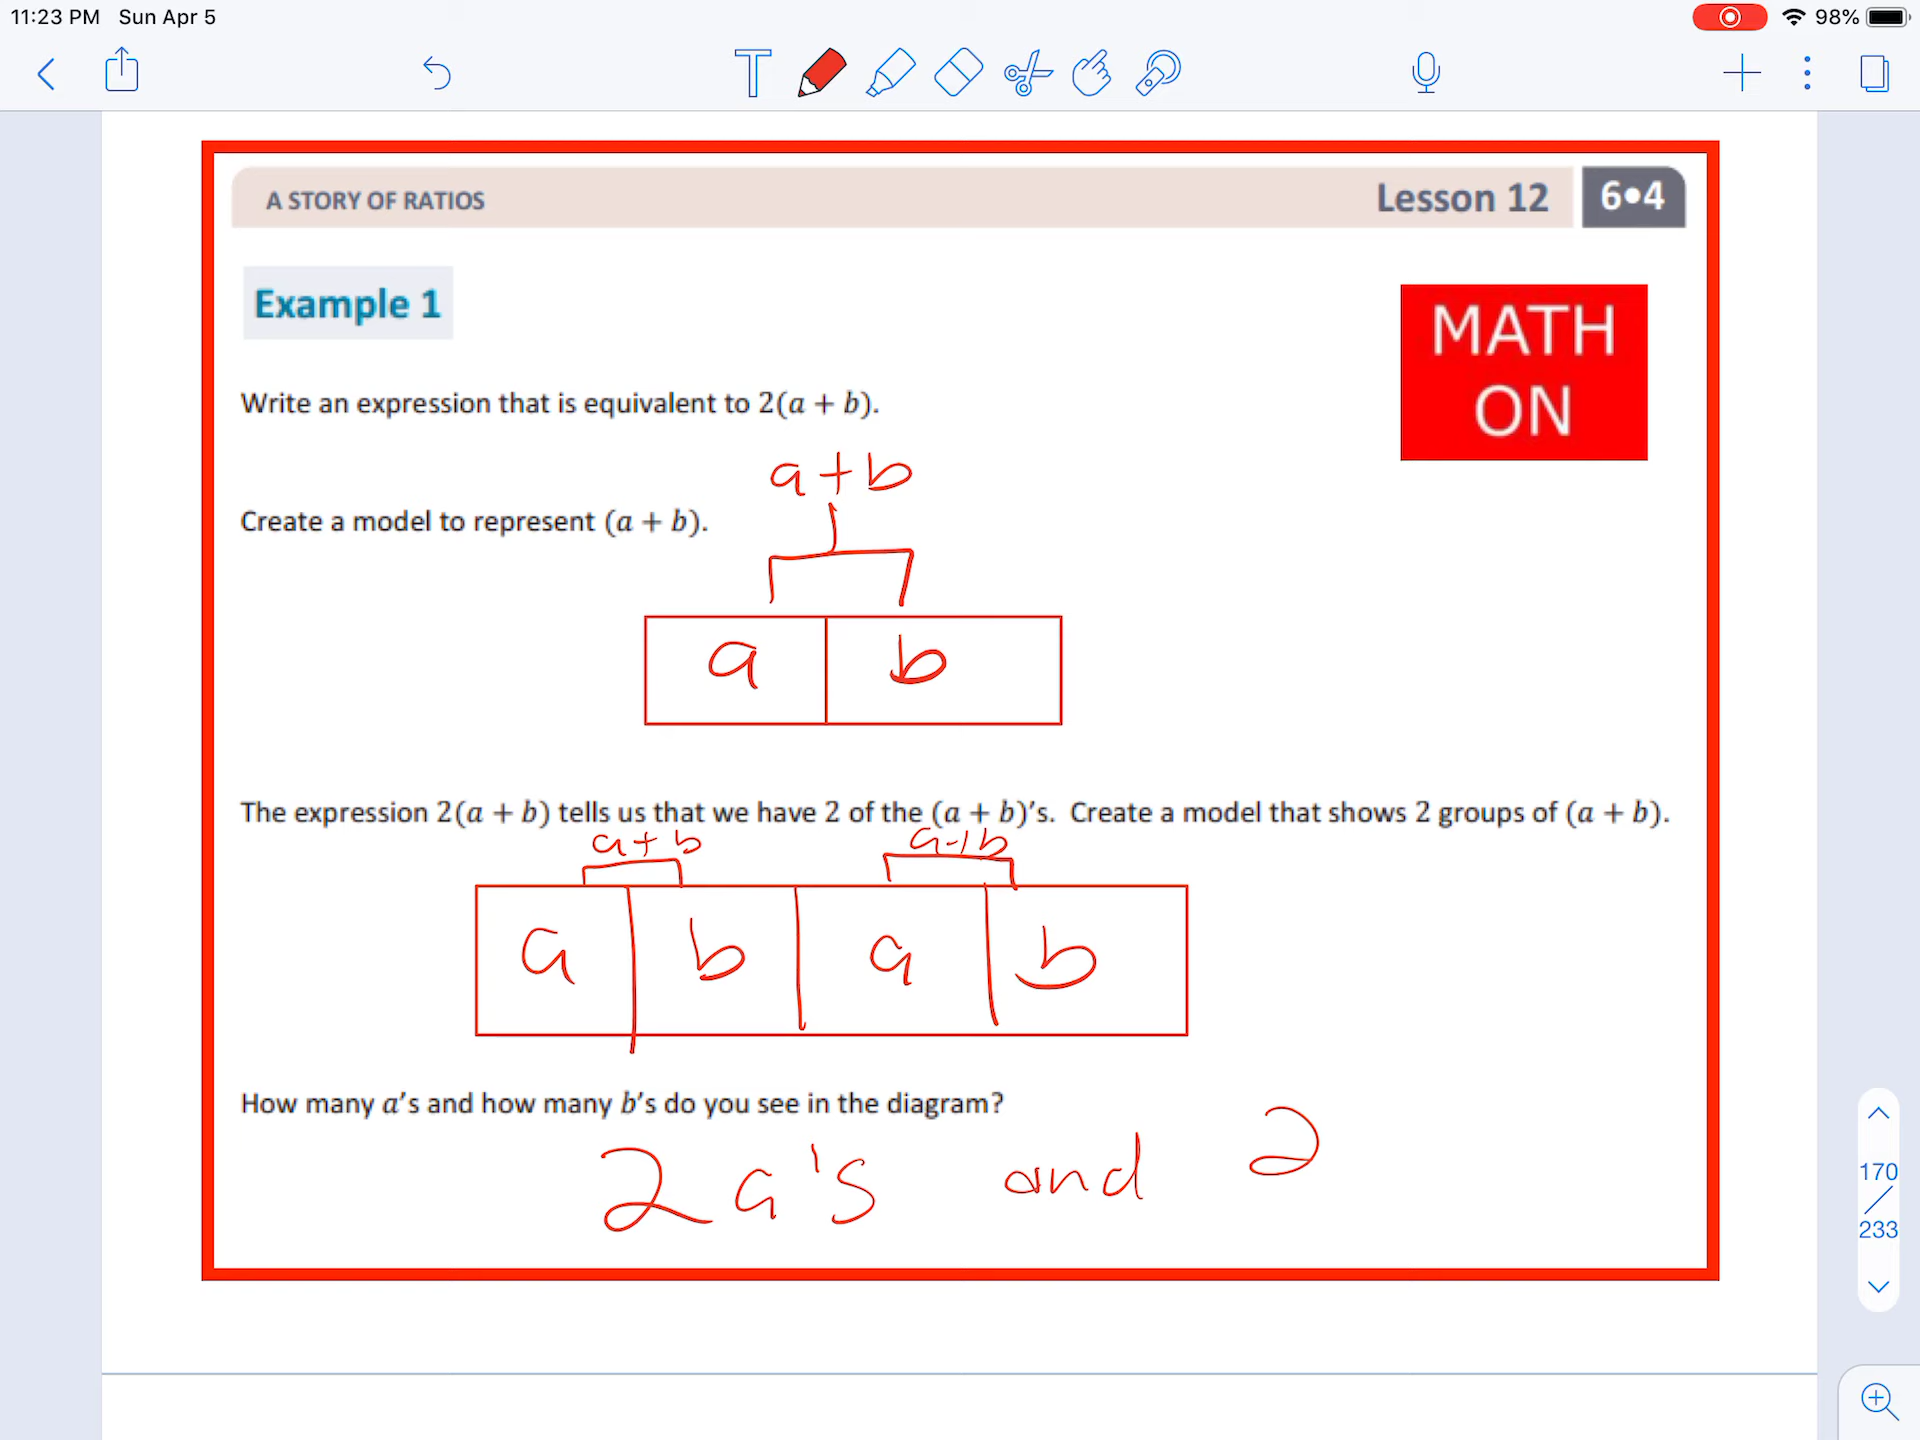 11:23 PM Sun Apr 5 98%
T
A STORY OF RATIOS Lesson 12 6•4
Example 1
MATH
ON
Write an expression that is equivalent to 2(a + b).
a + b
Create a model to represent (a + b).
a b
The expression 2(a + b) tells us that we have 2 of the (a + b)'s. Create a model that shows 2 groups of (a + b).
a + b a + b
a b a b
How many a's and how many b's do you see in the diagram?
2 a's and 2
170
/
233